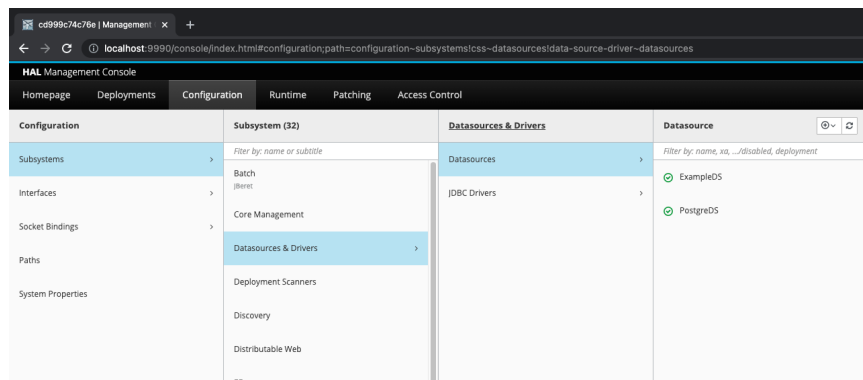 cd999c74c76e | Management
localhost:9990/console/index.html#configuration;path=configuration~subsystems!css~datasources!data-source-driver~datasources
HAL Management Console
Homepage Deployments Configuration Runtime Patching Access Control
Configuration
Subsystems
Interfaces
Socket Bindings
Paths
System Properties
Subsystem (32)
Filter by: name or subtitle
Batch
JBeret
Core Management
Datasources & Drivers
Deployment Scanners
Discovery
Distributable Web
Datasources & Drivers
Datasources
JDBC Drivers
Datasource
Filter by: name, xa, .../disabled, deployment
ExampleDS
PostgreDS